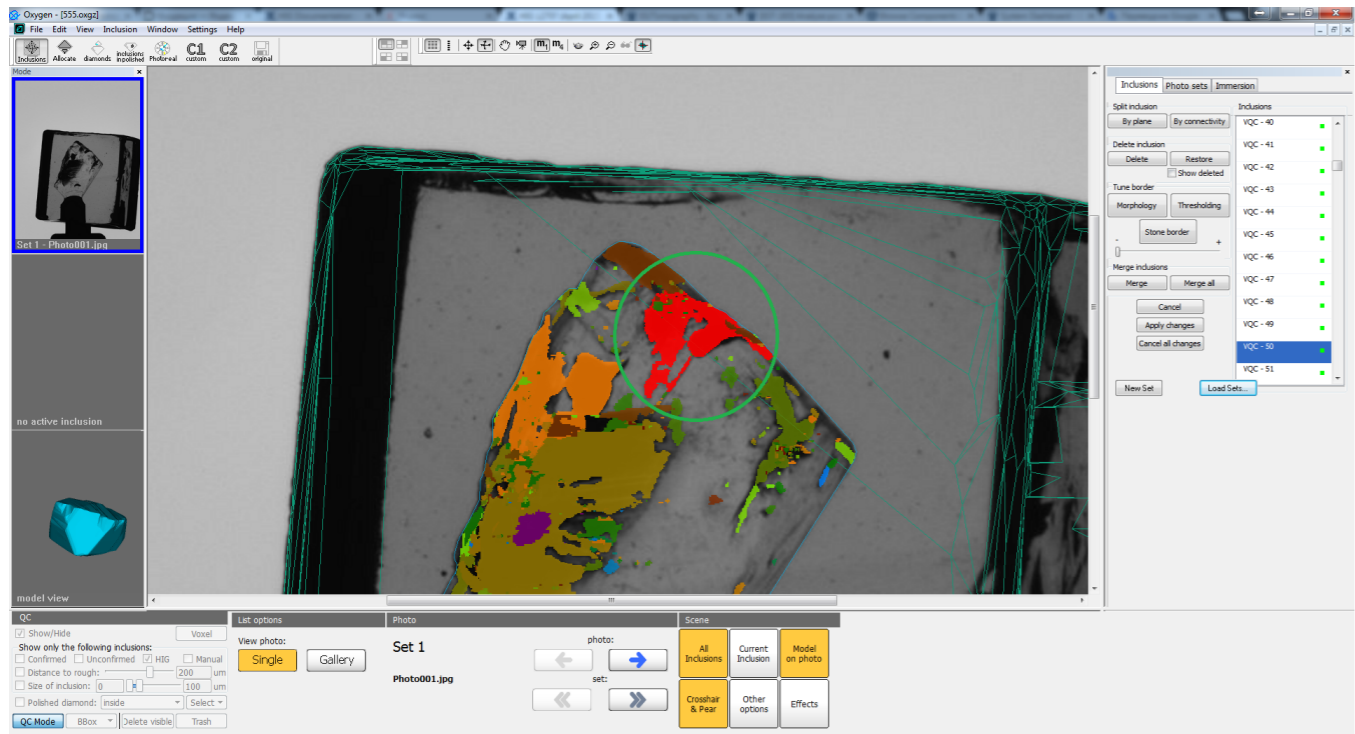 Oxygen - [555.oxgz]
File Edit View Inclusion Window Settings Help
Inclusions Allocate diamonds inclusions inpolished Photoreal C1 custom C2 custom original
m1 m4
Mode x
Set 1 - Photo001.jpg
no active inclusion
model view
Inclusions Photo sets Immersion
Split inclusion
By plane By connectivity
Delete inclusion
Delete Restore
Show deleted
Tune border
Morphology Thresholding
Stone border
- +
Merge inclusions
Merge Merge all
Cancel
Apply changes
Cancel all changes
New Set Load Sets...
Inclusions
VQC - 40
VQC - 41
VQC - 42
VQC - 43
VQC - 44
VQC - 45
VQC - 46
VQC - 47
VQC - 48
VQC - 49
VQC - 50
VQC - 51
QC
Show/Hide Voxel
Show only the following inclusions:
Confirmed Unconfirmed HIG Manual
Distance to rough: 200 um
Size of inclusion: 0 100 um
Polished diamond: inside Select
QC Mode BBox Delete visible Trash
List options
View photo:
Single Gallery
Photo
Set 1 photo:
Photo001.jpg set:
Scene
All Inclusions Current Inclusion Model on photo
Crosshair & Pear Other options Effects